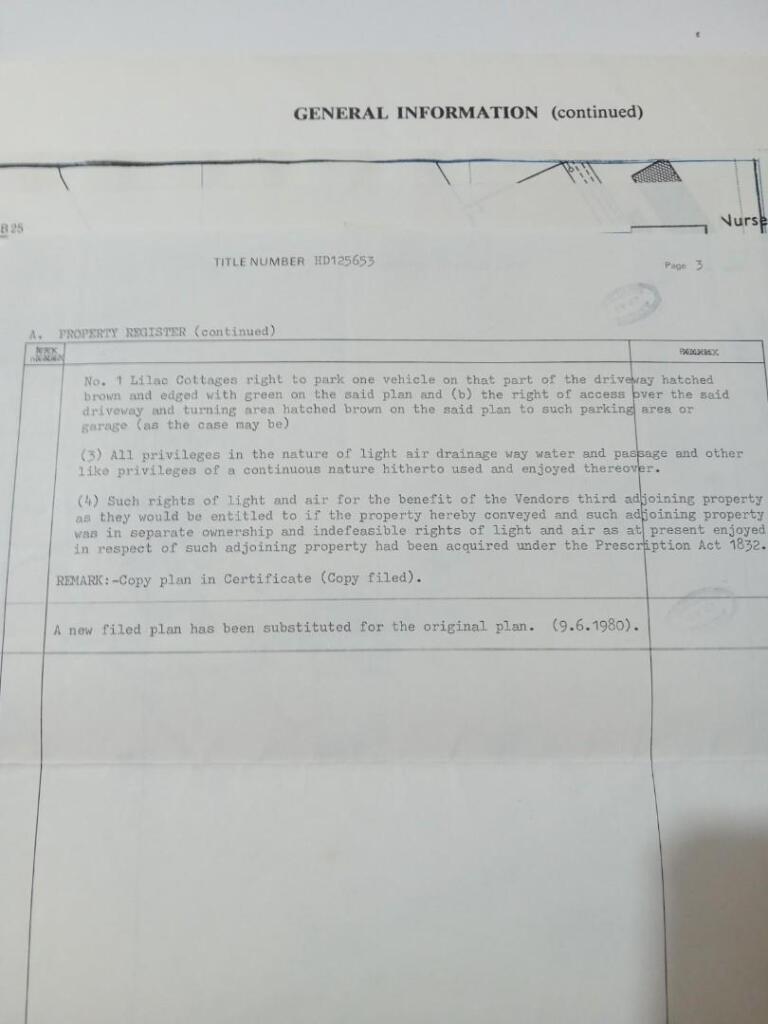 GENERAL INFORMATION (continued)
B 25
Nurse
TITLE NUMBER HD125653
Page 3
A. PROPERTY REGISTER (continued)
No. 1 Lilac Cottages right to park one vehicle on that part of the driveway hatched
brown and edged with green on the said plan and (b) the right of access over the said
driveway and turning area hatched brown on the said plan to such parking area or
garage (as the case may be)
(3) All privileges in the nature of light air drainage way water and passage and other
like privileges of a continuous nature hitherto used and enjoyed thereover.
(4) Such rights of light and air for the benefit of the Vendors third adjoining property
as they would be entitled to if the property hereby conveyed and such adjoining property
was in separate ownership and indefeasible rights of light and air as at present enjoyed
in respect of such adjoining property had been acquired under the Prescription Act 1832.
REMARK:-Copy plan in Certificate (Copy filed).
A new filed plan has been substituted for the original plan. (9.6.1980).